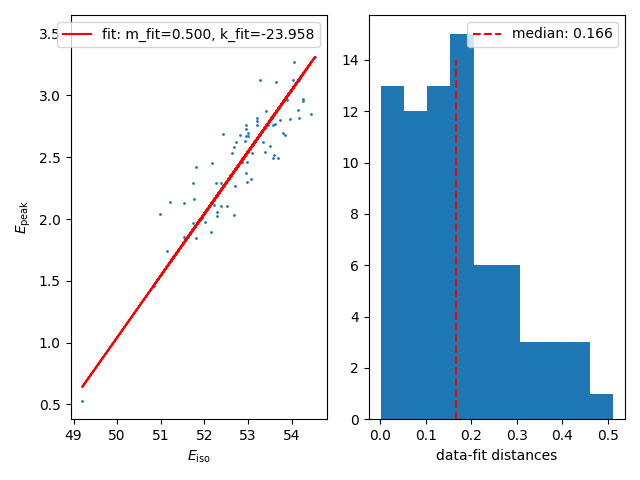 fit: m_fit=0.500, k_fit=-23.958
3.5
3.0
2.5
2.0
1.5
1.0
0.5
E_peak
49 50 51 52 53 54
E_iso
median: 0.166
14
12
10
8
6
4
2
0
0.0 0.1 0.2 0.3 0.4 0.5
data-fit distances